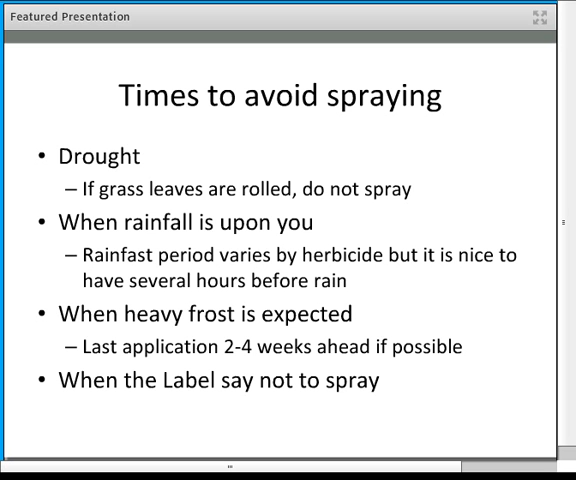 Featured Presentation
Times to avoid spraying
• Drought
– If grass leaves are rolled, do not spray
• When rainfall is upon you
– Rainfast period varies by herbicide but it is nice to
have several hours before rain
• When heavy frost is expected
– Last application 2-4 weeks ahead if possible
• When the Label say not to spray